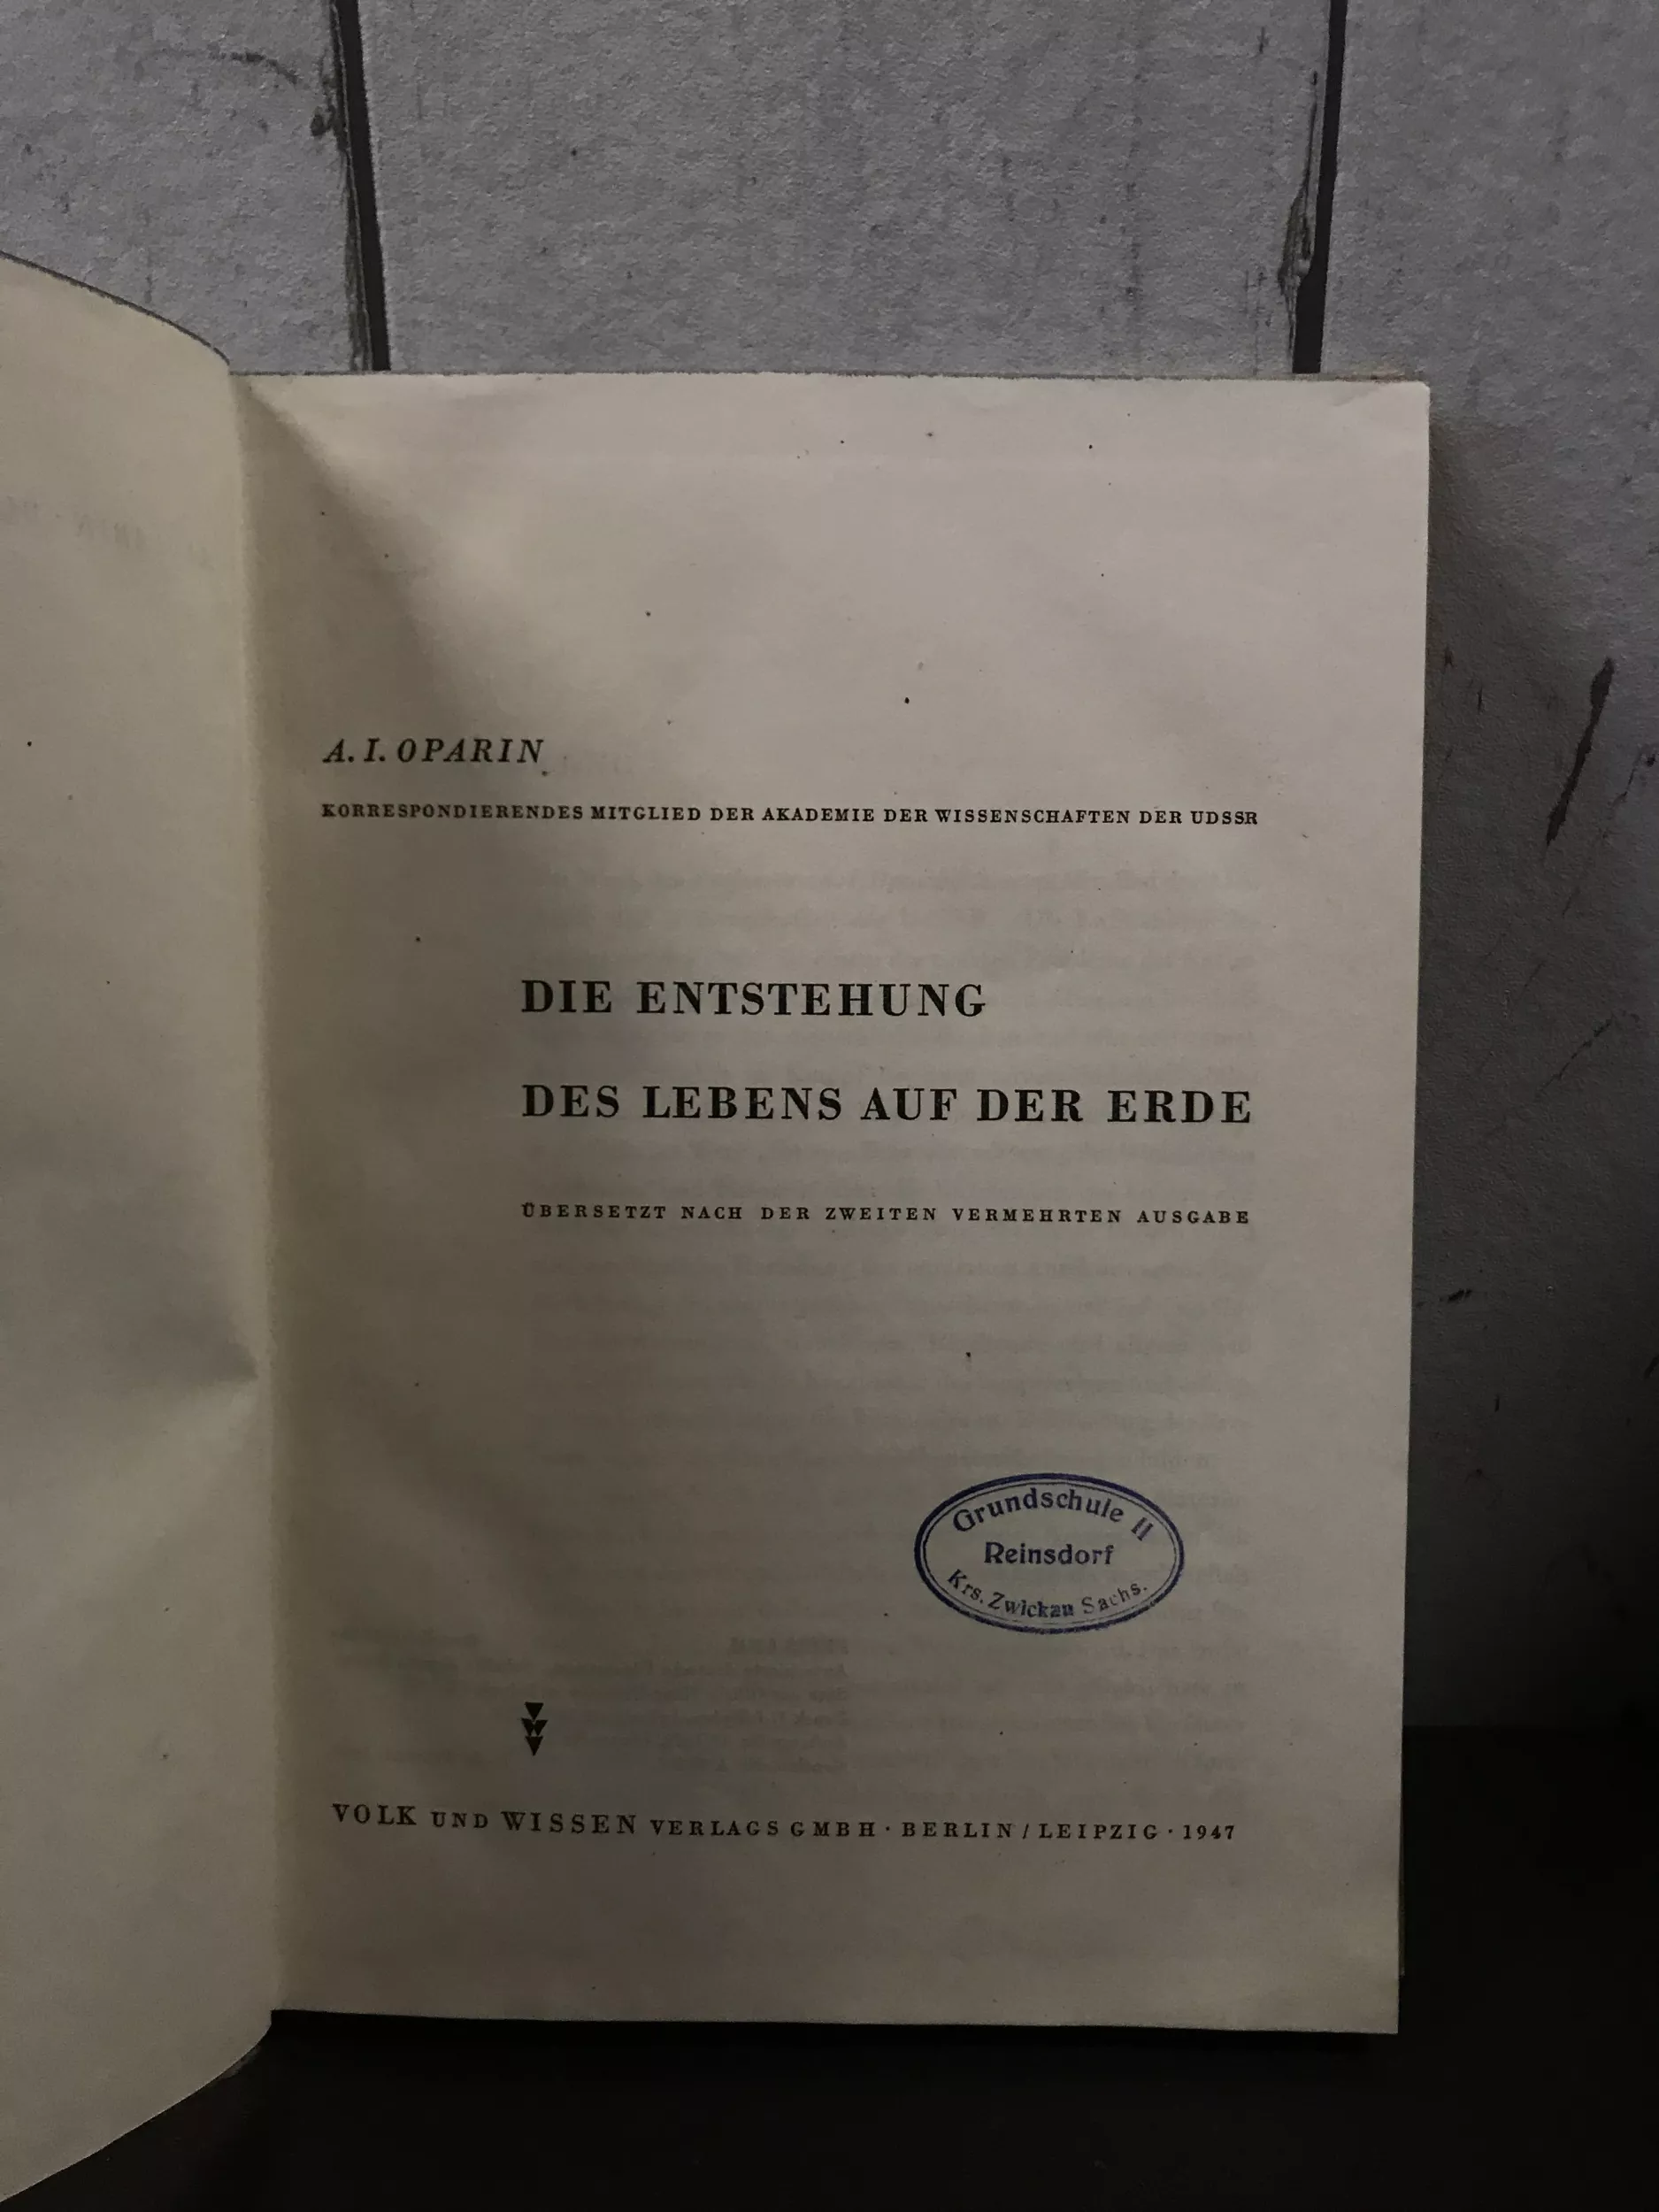 A. I. OPARIN
KORRESPONDIERENDES MITGLIED DER AKADEMIE DER WISSENSCHAFTEN DER UDSSR
DIE ENTSTEHUNG
DES LEBENS AUF DER ERDE
ÜBERSETZT NACH DER ZWEITEN VERMEHRTEN AUSGABE
Grundschule II
Reinsdorf
Krs. Zwickau Sachs.
VOLK UND WISSEN VERLAGS GMBH · BERLIN / LEIPZIG · 1947